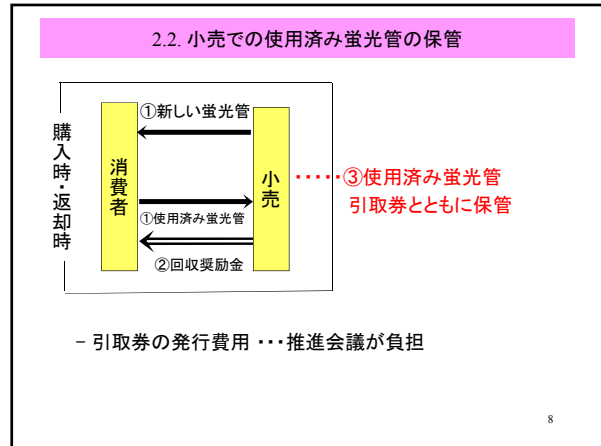 2.2. 小売での使用済み蛍光管の保管
購入時・返却時
①新しい蛍光管
消費者
小売
①使用済み蛍光管
②回収奨励金
・・・・・③使用済み蛍光管
引取券とともに保管
- 引取券の発行費用 ・・・推進会議が負担
8